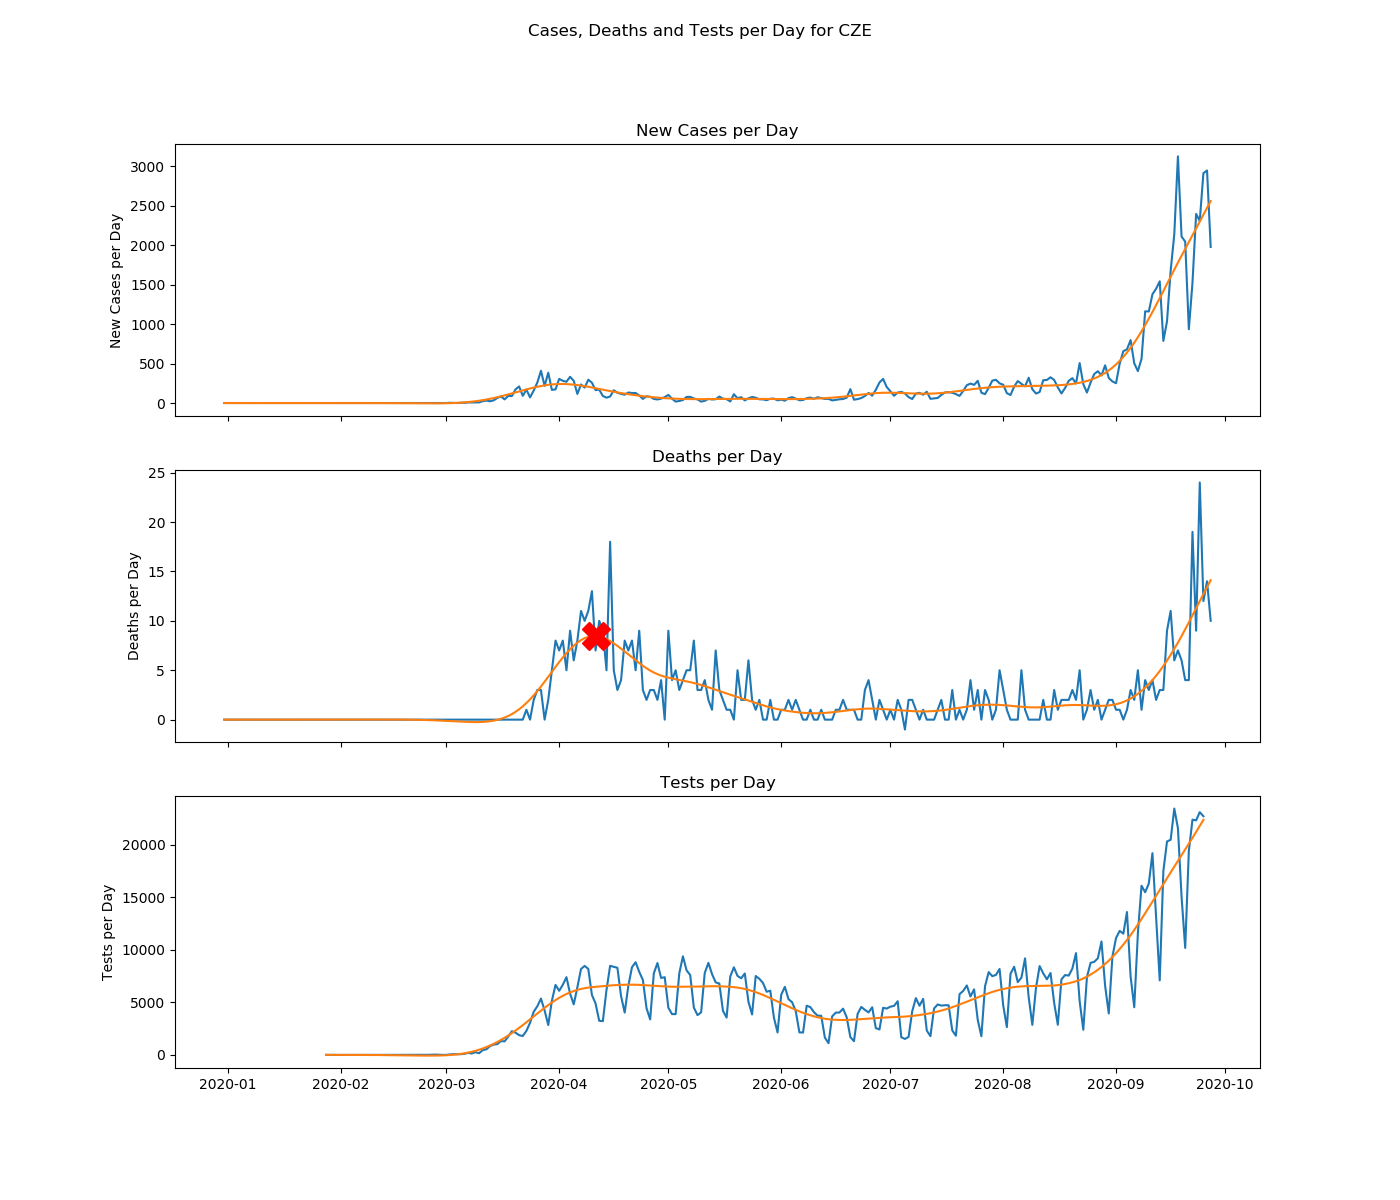 Cases, Deaths and Tests per Day for CZE
New Cases per Day
New Cases per Day
3000
2500
2000
1500
1000
500
0
Deaths per Day
Deaths per Day
25
20
15
10
5
0
Tests per Day
Tests per Day
20000
15000
10000
5000
0
2020-01 2020-02 2020-03 2020-04 2020-05 2020-06 2020-07 2020-08 2020-09 2020-10